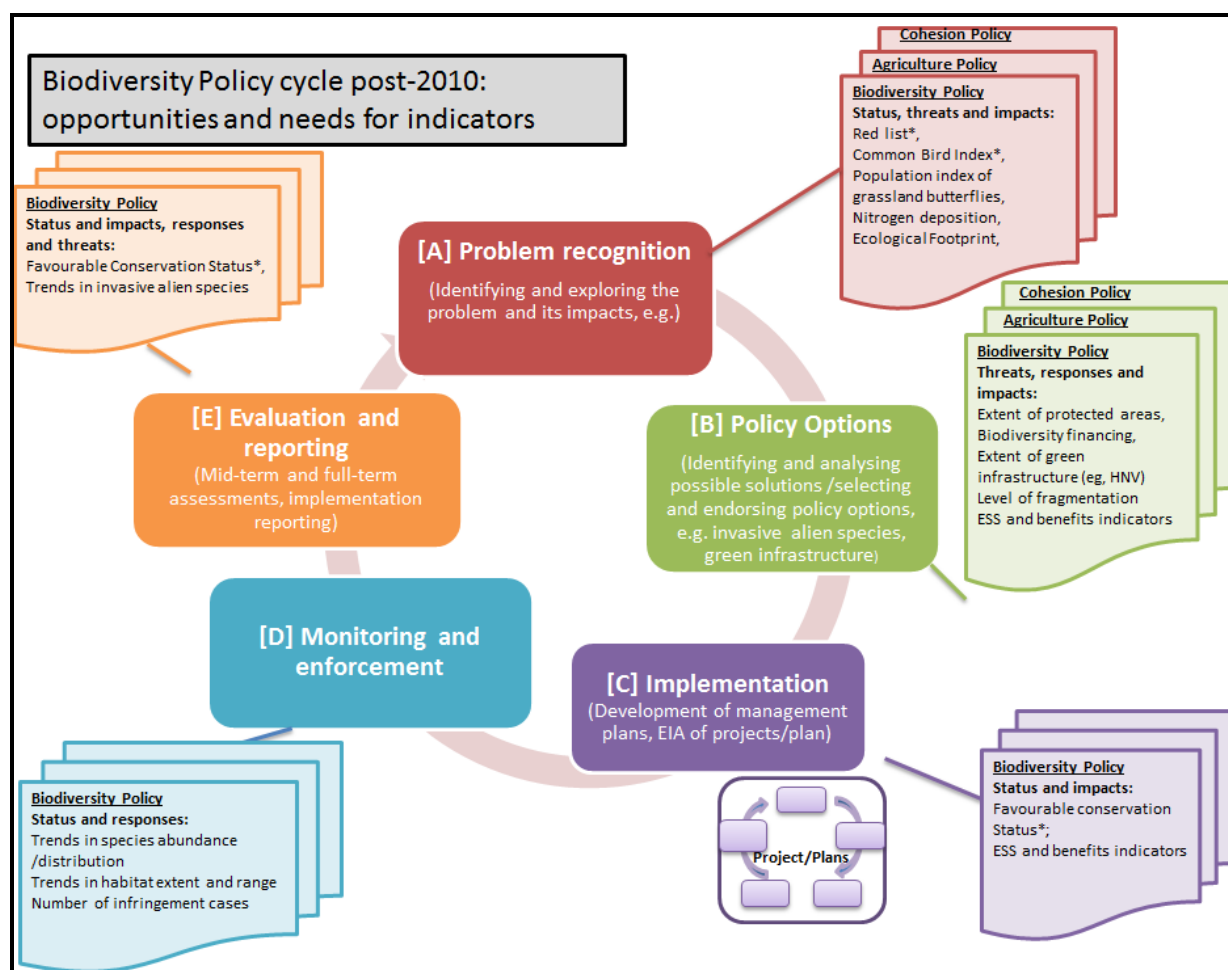 Biodiversity Policy cycle post-2010:
opportunities and needs for indicators
Cohesion Policy
Agriculture Policy
Biodiversity Policy
Status, threats and impacts:
Red list*,
Common Bird Index*,
Population index of
grassland butterflies,
Nitrogen deposition,
Ecological Footprint,
Biodiversity Policy
Status and impacts, responses
and threats:
Favourable Conservation Status*,
Trends in invasive alien species
[A] Problem recognition
(Identifying and exploring the
problem and its impacts, e.g.)
Cohesion Policy
Agriculture Policy
Biodiversity Policy
Threats, responses and
impacts:
Extent of protected areas,
Biodiversity financing,
Extent of green
infrastructure (eg, HNV)
Level of fragmentation
ESS and benefits indicators
[E] Evaluation and
reporting
(Mid-term and full-term
assessments, implementation
reporting)
[B] Policy Options
(Identifying and analysing
possible solutions /selecting
and endorsing policy options,
e.g. invasive alien species,
green infrastructure)
[D] Monitoring and
enforcement
[C] Implementation
(Development of management
plans, EIA of projects/plan)
Biodiversity Policy
Status and responses:
Trends in species abundance
/distribution
Trends in habitat extent and range
Number of infringement cases
Project/Plans
Biodiversity Policy
Status and impacts:
Favourable conservation
Status*;
ESS and benefits indicators